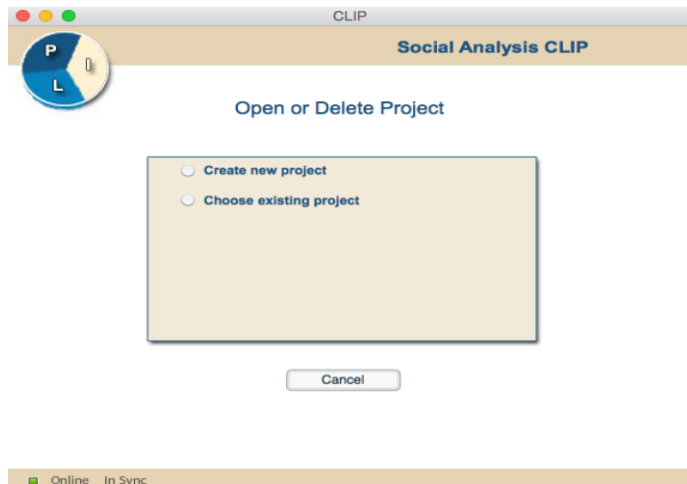 CLIP
Social Analysis CLIP
P
I
L
Open or Delete Project
Create new project
Choose existing project
Cancel
Online In Sync